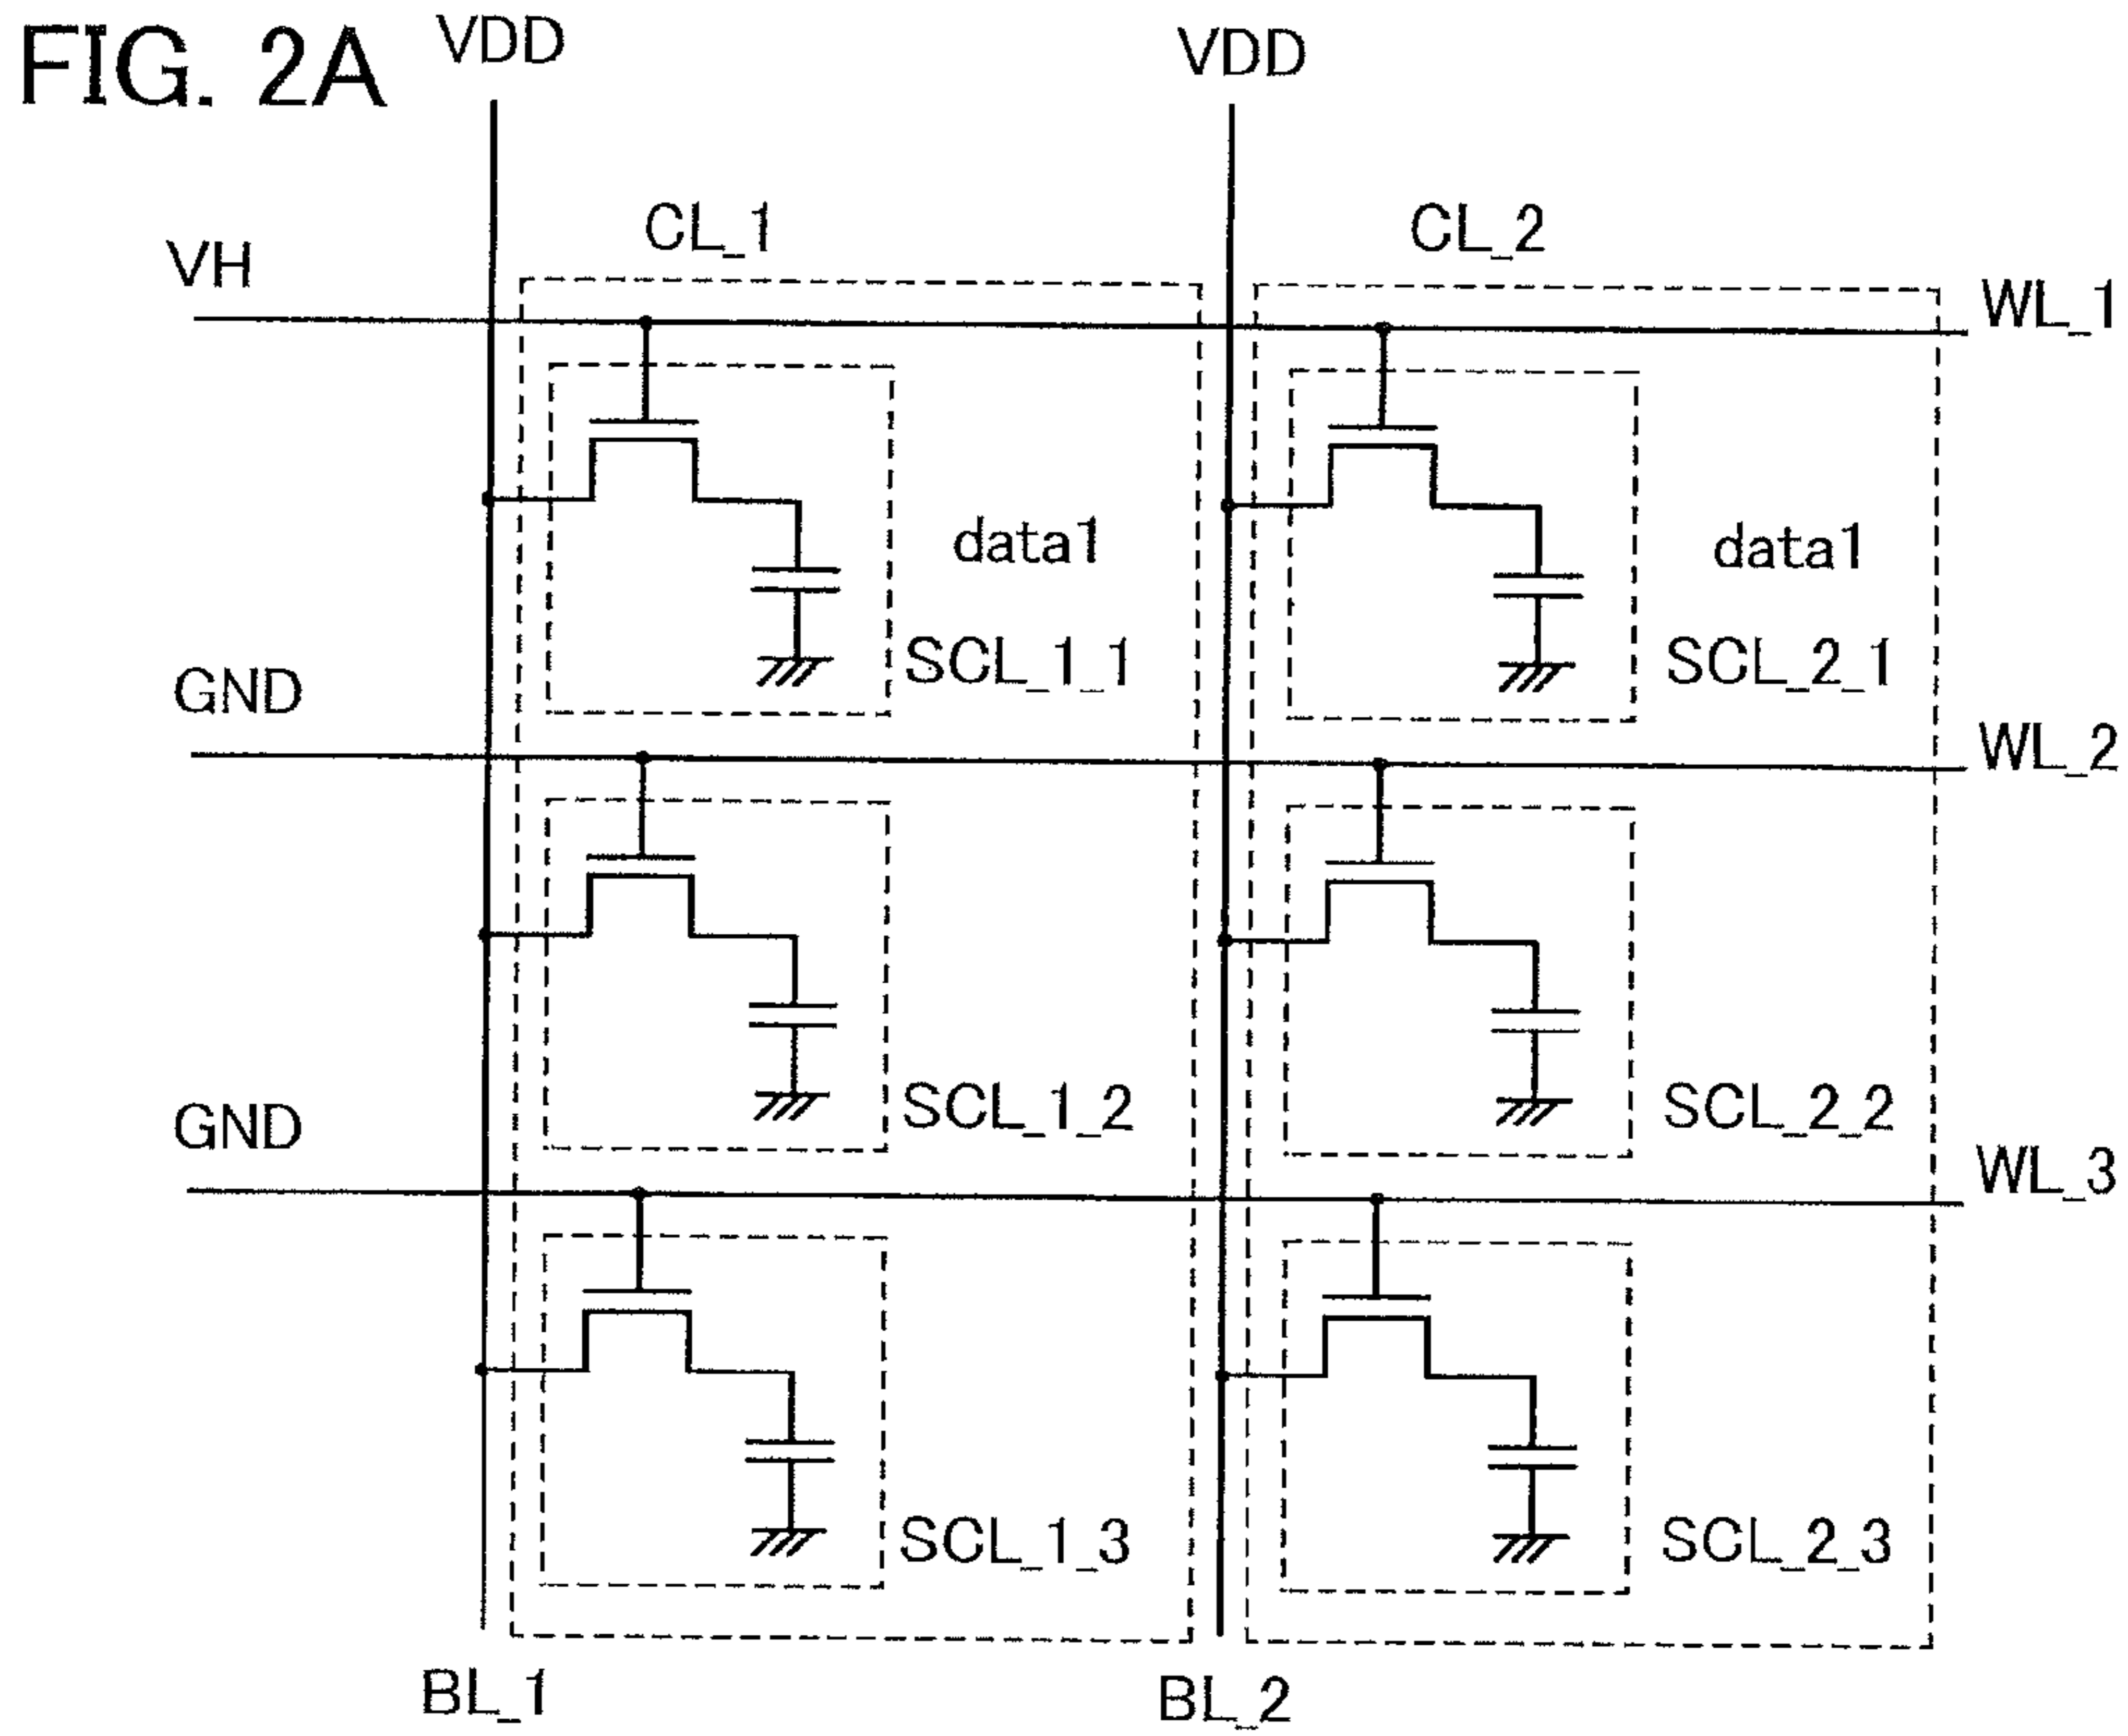 FIG. 2A
VDD
VDD
CL_1
CL_2
VH
WL_1
data1
data1
SCL_1_1
SCL_2_1
GND
WL_2
SCL_1_2
SCL_2_2
GND
WL_3
SCL_1_3
SCL_2_3
BL_1
BL_2